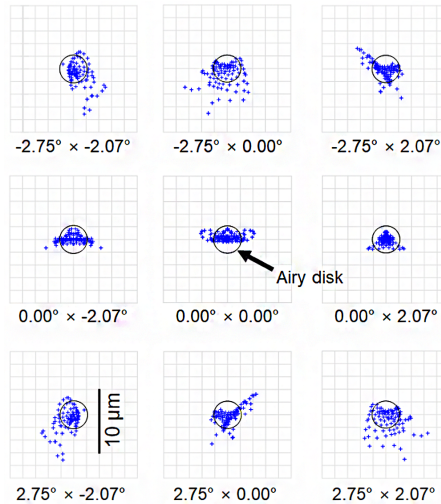 -2.75° × -2.07°
-2.75° × 0.00°
-2.75° × 2.07°
Airy disk
0.00° × -2.07°
0.00° × 0.00°
0.00° × 2.07°
10 μm
2.75° × -2.07°
2.75° × 0.00°
2.75° × 2.07°